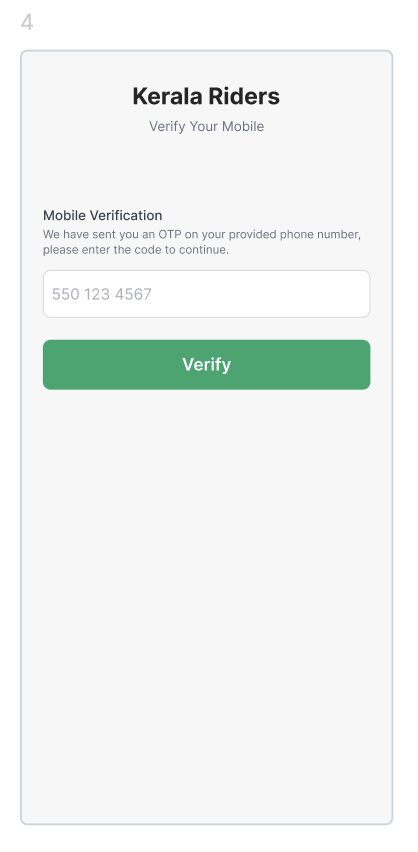 4
Kerala Riders
Verify Your Mobile
Mobile Verification
We have sent you an OTP on your provided phone number,
please enter the code to continue.
550 123 4567
Verify